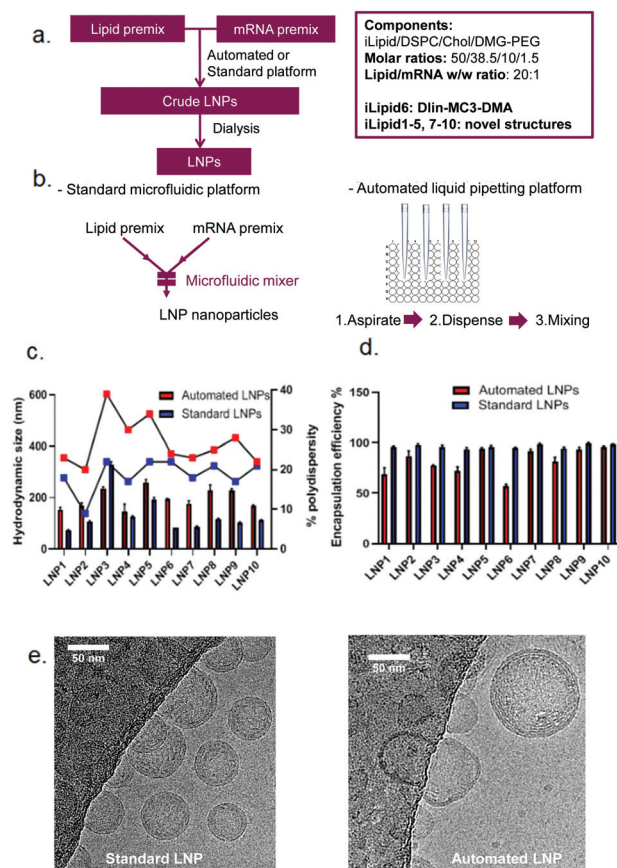 a.
Lipid premix
mRNA premix
Automated or
Standard platform
Crude LNPs
Dialysis
LNPs
Components:
iLipid/DSPC/Chol/DMG-PEG
Molar ratios: 50/38.5/10/1.5
Lipid/mRNA w/w ratio: 20:1
iLipid6: Dlin-MC3-DMA
iLipid1-5, 7-10: novel structures
b.
- Standard microfluidic platform
Lipid premix
mRNA premix
Microfluidic mixer
LNP nanoparticles
- Automated liquid pipetting platform
1.Aspirate
2.Dispense
3.Mixing
c.
Automated LNPs
Standard LNPs
Hydrodynamic size (nm)
600
400
200
0
% polydispersity
40
30
20
10
0
LNP1
LNP2
LNP3
LNP4
LNP5
LNP6
LNP7
LNP8
LNP9
LNP10
d.
Automated LNPs
Standard LNPs
Encapsulation efficiency %
150
100
50
0
LNP1
LNP2
LNP3
LNP4
LNP5
LNP6
LNP7
LNP8
LNP9
LNP10
e.
50 nm
Standard LNP
50 nm
Automated LNP